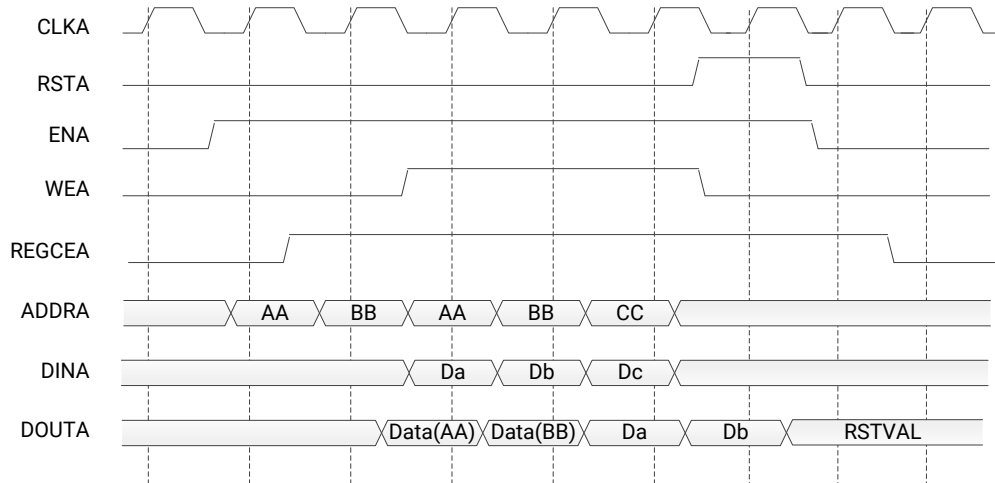 CLKA
RSTA
ENA
WEA
REGCEA
ADDRA AA BB AA BB CC
DINA Da Db Dc
DOUTA Data(AA) Data(BB) Da Db RSTVAL